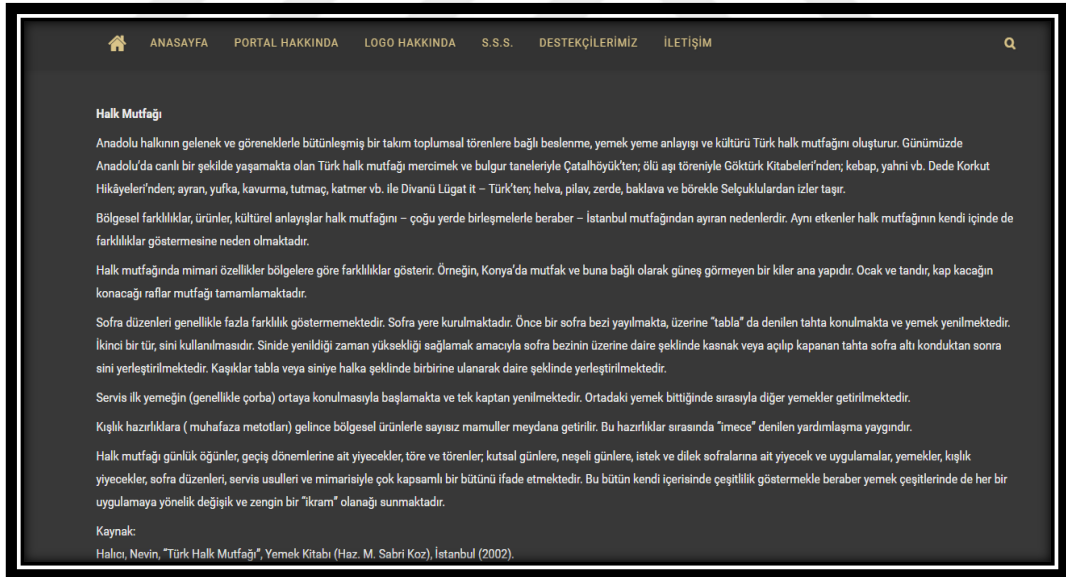 ANASAYFA PORTAL HAKKINDA LOGO HAKKINDA S.S.S. DESTEKÇİLERİMİZ İLETİŞİM
Halk Mutfağı
Anadolu halkının gelenek ve göreneklerle bütünleşmiş bir takım toplumsal törenlere bağlı beslenme, yemek yeme anlayışı ve kültürü Türk halk mutfağını oluşturur. Günümüzde
Anadolu'da canlı bir şekilde yaşamakta olan Türk halk mutfağı mercimek ve bulgur taneleriyle Çatalhöyük'ten; ölü aşı töreniyle Göktürk Kitabeleri'nden; kebap, yahni vb. Dede Korkut
Hikâyeleri'nden; ayran, yufka, kavurma, tutmaç, katmer vb. ile Divanü Lügat it – Türk'ten; helva, pilav, zerde, baklava ve börekle Selçuklulardan izler taşır.
Bölgesel farklılıklar, ürünler, kültürel anlayışlar halk mutfağını – çoğu yerde birleşmelerle beraber – İstanbul mutfağından ayıran nedenlerdir. Aynı etkenler halk mutfağının kendi içinde de
farklılıklar göstermesine neden olmaktadır.
Halk mutfağında mimari özellikler bölgelere göre farklılıklar gösterir. Örneğin, Konya'da mutfak ve buna bağlı olarak güneş görmeyen bir kiler ana yapıdır. Ocak ve tandır, kap kacağın
konacağı raflar mutfağı tamamlamaktadır.
Sofra düzenleri genellikle fazla farklılık göstermemektedir. Sofra yere kurulmaktadır. Önce bir sofra bezi yayılmakta, üzerine "tabla" da denilen tahta konulmakta ve yemek yenilmektedir.
İkinci bir tür, sini kullanılmasıdır. Sinide yenildiği zaman yüksekliği sağlamak amacıyla sofra bezinin üzerine daire şeklinde kasnak veya açılıp kapanan tahta sofra altı konduktan sonra
sini yerleştirilmektedir. Kaşıklar tabla veya siniye halka şeklinde birbirine ulanarak daire şeklinde yerleştirilmektedir.
Servis ilk yemeğin (genellikle çorba) ortaya konulmasıyla başlamakta ve tek kaptan yenilmektedir. Ortadaki yemek bittiğinde sırasıyla diğer yemekler getirilmektedir.
Kışlık hazırlıklara ( muhafaza metotları) gelince bölgesel ürünlerle sayısız mamuller meydana getirilir. Bu hazırlıklar sırasında "imece" denilen yardımlaşma yaygındır.
Halk mutfağı günlük öğünler, geçiş dönemlerine ait yiyecekler, töre ve törenler; kutsal günlere, neşeli günlere, istek ve dilek sofralarına ait yiyecek ve uygulamalar, yemekler, kışlık
yiyecekler, sofra düzenleri, servis usulleri ve mimarisiyle çok kapsamlı bir bütünü ifade etmektedir. Bu bütün kendi içerisinde çeşitlilik göstermekle beraber yemek çeşitlerinde de her bir
uygulamaya yönelik değişik ve zengin bir "ikram" olanağı sunmaktadır.
Kaynak:
Halıcı, Nevin, "Türk Halk Mutfağı", Yemek Kitabı (Haz. M. Sabri Koz), İstanbul (2002).